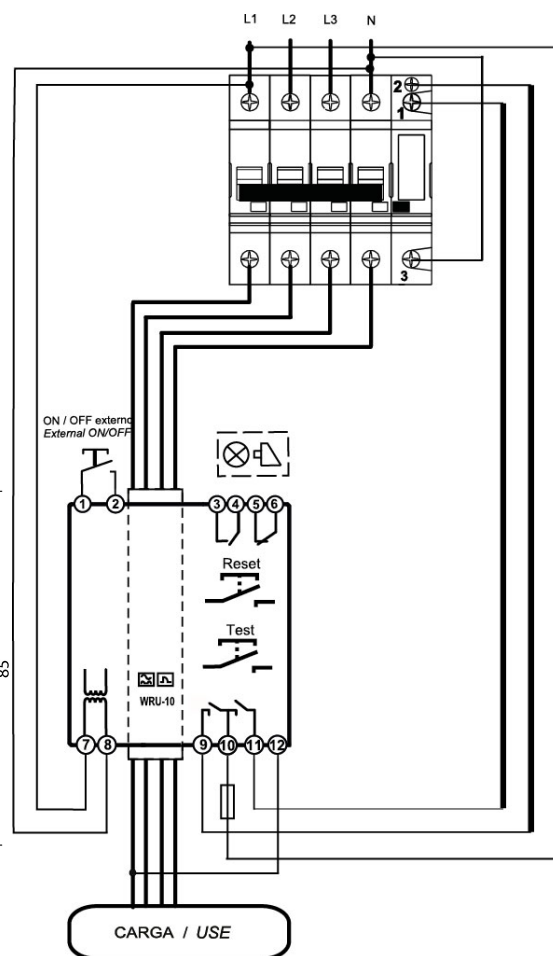 L1 L2 L3 N
2
1
3
ON / OFF externo
External ON/OFF
1 2 3 4 5 6
Reset
Test
85
WRU-10
7 8 9 10 11 12
CARGA / USE